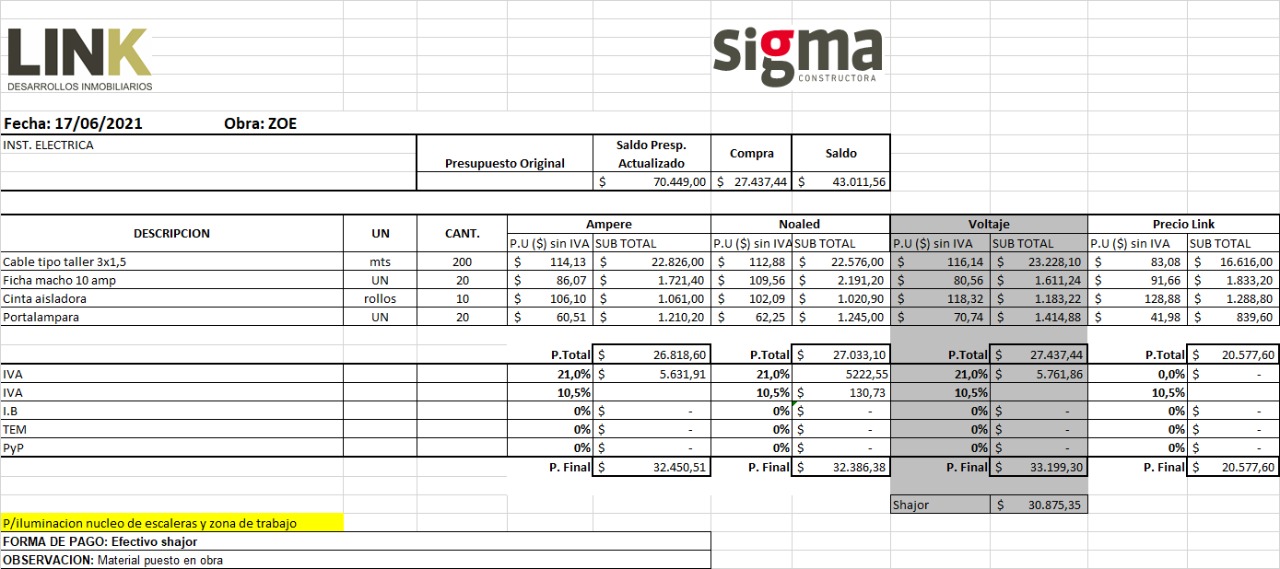 LINK
DESARROLLOS INMOBILIARIOS
sigma
CONSTRUCTORA
Fecha: 17/06/2021 Obra: ZOE
INST. ELECTRICA
Presupuesto Original Saldo Presp. Actualizado Compra Saldo
$ 70.449,00 $ 27.437,44 $ 43.011,56
DESCRIPCION UN CANT. Ampere Noaled Voltaje Precio Link
P.U ($) sin IVA SUB TOTAL P.U ($) sin IVA SUB TOTAL P.U ($) sin IVA SUB TOTAL P.U ($) sin IVA SUB TOTAL
Cable tipo taller 3x1,5 mts 200 $ 114,13 $ 22.826,00 $ 112,88 $ 22.576,00 $ 116,14 $ 23.228,10 $ 83,08 $ 16.616,00
Ficha macho 10 amp UN 20 $ 86,07 $ 1.721,40 $ 109,56 $ 2.191,20 $ 80,56 $ 1.611,24 $ 91,66 $ 1.833,20
Cinta aisladora rollos 10 $ 106,10 $ 1.061,00 $ 102,09 $ 1.020,90 $ 118,32 $ 1.183,22 $ 128,88 $ 1.288,80
Portalampara UN 20 $ 60,51 $ 1.210,20 $ 62,25 $ 1.245,00 $ 70,74 $ 1.414,88 $ 41,98 $ 839,60
P.Total $ 26.818,60 P.Total $ 27.033,10 P.Total $ 27.437,44 P.Total $ 20.577,60
IVA 21,0% $ 5.631,91 21,0% 5222,55 21,0% $ 5.761,86 0,0% $ -
IVA 10,5% 10,5% $ 130,73 10,5% 10,5%
I.B 0% $ - 0% $ - 0% $ - 0% $ -
TEM 0% $ - 0% $ - 0% $ - 0% $ -
PyP 0% $ - 0% $ - 0% $ - 0% $ -
P. Final $ 32.450,51 P. Final $ 32.386,38 P. Final $ 33.199,30 P. Final $ 20.577,60
Shajor $ 30.875,35
P/iluminacion nucleo de escaleras y zona de trabajo
FORMA DE PAGO: Efectivo shajor
OBSERVACION: Material puesto en obra